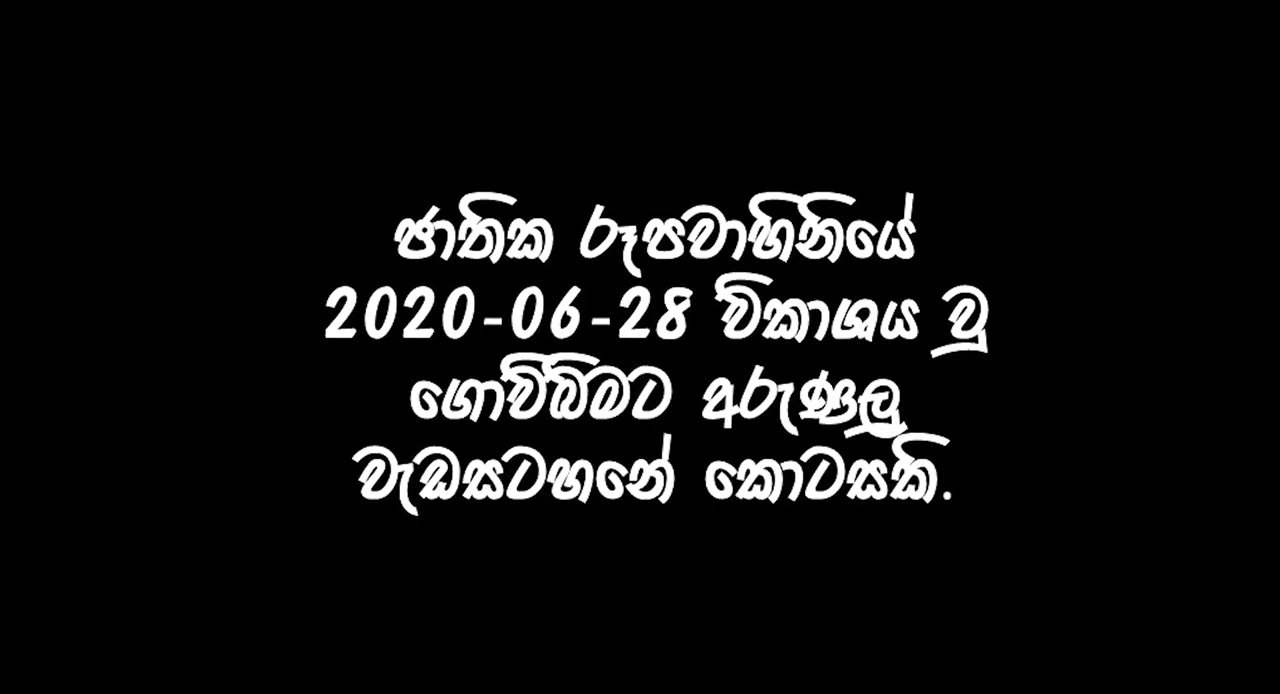 ජාතික රූපවාහිනියේ
2020-06-28 විකාශය වූ
ගොවිබිමට අරුණලු
වැඩසටහනේ කොටසකි.